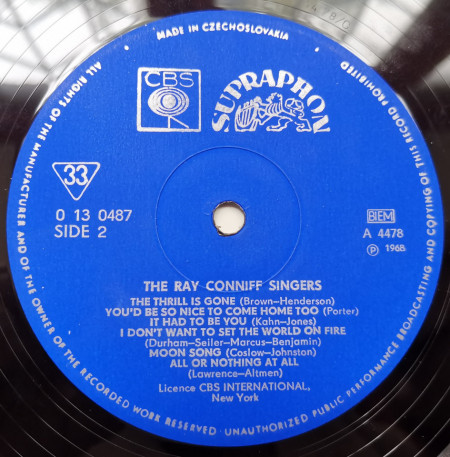 MADE IN CZECHOSLOVAKIA
ALL RIGHTS OF THE MANUFACTURER AND OF THE OWNER OF THE RECORDED WORK RESERVED · UNAUTHORIZED PUBLIC PERFORMANCE BROADCASTING AND COPYING OF THIS RECORD PROHIBITED
CBS
SUPRAPHON
33
0 13 0487
SIDE 2
BIEM
A 4478
Ⓟ 1968
THE RAY CONNIFF SINGERS
THE THRILL IS GONE (Brown-Henderson)
YOU'D BE SO NICE TO COME HOME TOO (Porter)
IT HAD TO BE YOU (Kahn-Jones)
I DON'T WANT TO SET THE WORLD ON FIRE
(Durham-Seiler-Marcus-Benjamin)
MOON SONG (Coslow-Johnston)
ALL OR NOTHING AT ALL
(Lawrence-Altmen)
Licence CBS INTERNATIONAL,
New York